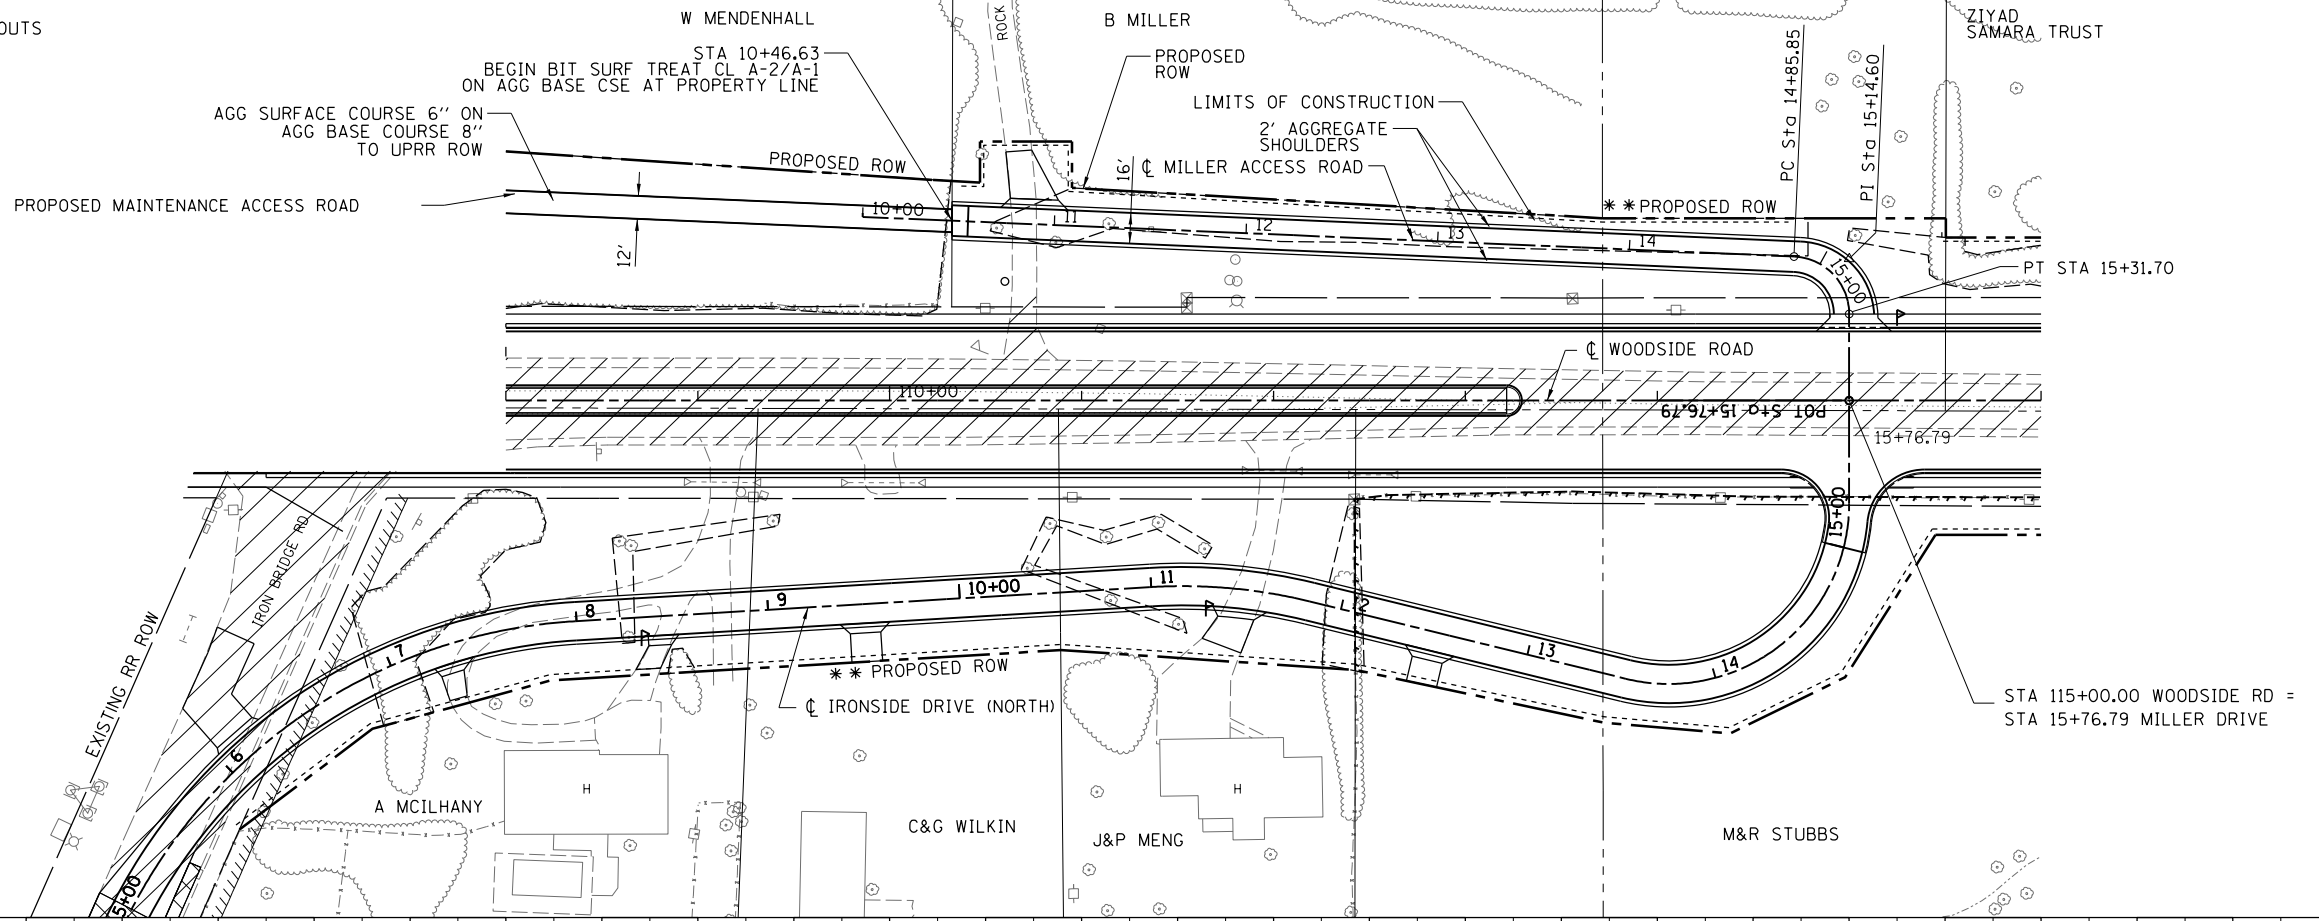 OUTS
W MENDENHALL
STA 10+46.63
BEGIN BIT SURF TREAT CL A-2/A-1
ON AGG BASE CSE AT PROPERTY LINE
AGG SURFACE COURSE 6" ON
AGG BASE COURSE 8"
TO UPRR ROW
PROPOSED MAINTENANCE ACCESS ROAD
PROPOSED ROW
12'
ROCK
B MILLER
PROPOSED
ROW
LIMITS OF CONSTRUCTION
2' AGGREGATE
SHOULDERS
℄ MILLER ACCESS ROAD
16'
* * PROPOSED ROW
PC Sta 14+85.85
PI Sta 15+14.60
ZIYAD
SAMARA TRUST
10+00
11
12
13
14
15+00
PT STA 15+31.70
℄ WOODSIDE ROAD
110+00
POT Sta 15+76.79
15+76.79
IRON BRIDGE RD
EXISTING RR ROW
5+00
6
7
8
9
10+00
11
12
13
14
15+00
* * PROPOSED ROW
℄ IRONSIDE DRIVE (NORTH)
STA 115+00.00 WOODSIDE RD =
STA 15+76.79 MILLER DRIVE
H
H
A MCILHANY
C&G WILKIN
J&P MENG
M&R STUBBS